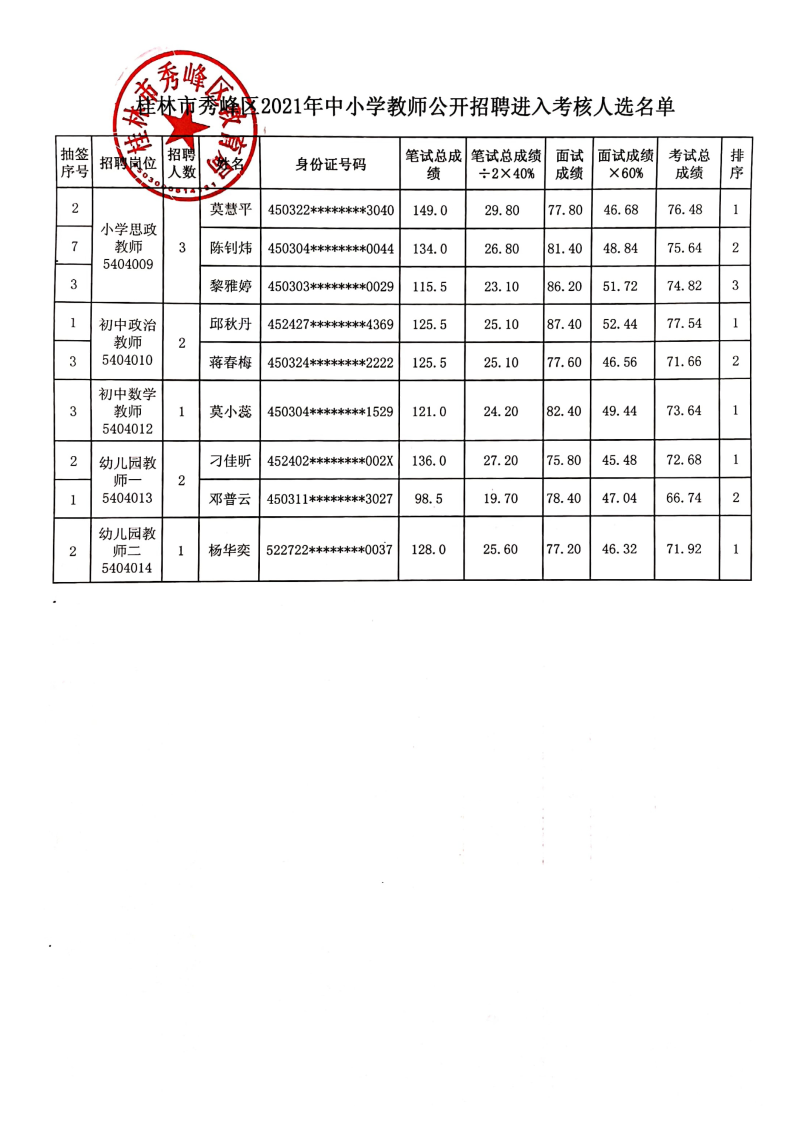 桂林市秀峰区教育局
桂林市秀峰区2021年中小学教师公开招聘进入考核人选名单
抽签序号 招聘岗位 招聘人数 姓名 身份证号码 笔试总成绩 笔试总成绩÷2×40% 面试成绩 面试成绩×60% 考试总成绩 排序
2 小学思政教师5404009 3 莫慧平 450322********3040 149.0 29.80 77.80 46.68 76.48 1
7 陈钊炜 450304********0044 134.0 26.80 81.40 48.84 75.64 2
3 黎雅婷 450303********0029 115.5 23.10 86.20 51.72 74.82 3
1 初中政治教师5404010 2 邱秋丹 452427********4369 125.5 25.10 87.40 52.44 77.54 1
3 蒋春梅 450324********2222 125.5 25.10 77.60 46.56 71.66 2
3 初中数学教师5404012 1 莫小蕊 450304********1529 121.0 24.20 82.40 49.44 73.64 1
2 幼儿园教师一5404013 2 刁佳昕 452402********002X 136.0 27.20 75.80 45.48 72.68 1
1 邓普云 450311********3027 98.5 19.70 78.40 47.04 66.74 2
2 幼儿园教师二5404014 1 杨华奕 522722********0037 128.0 25.60 77.20 46.32 71.92 1